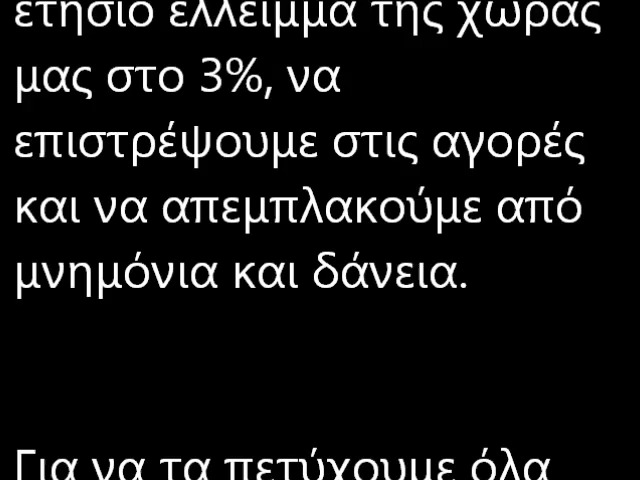 ετήσιο έλλειμμα της χώρας
μας στο 3%, να
επιστρέψουμε στις αγορές
και να απεμπλακούμε από
μνημόνια και δάνεια.
Για να τα πετύχουμε όλα